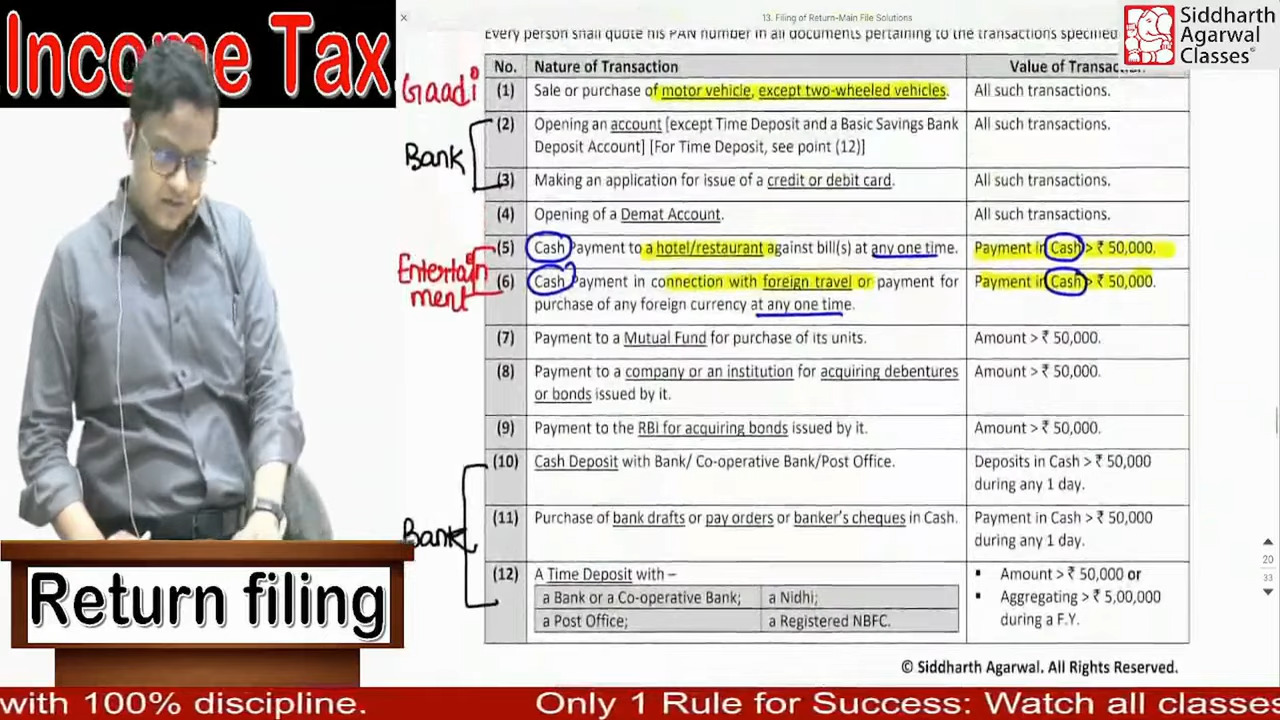 Income Tax
13. Filing of Return-Main File Solutions
Siddharth
Agarwal
Classes
Every person shall quote his PAN number in all documents pertaining to the transactions specified
No. Nature of Transaction Value of Transaction
Gaadi
(1) Sale or purchase of motor vehicle, except two-wheeled vehicles. All such transactions.
(2) Opening an account [except Time Deposit and a Basic Savings Bank All such transactions.
Deposit Account] [For Time Deposit, see point (12)]
Bank
(3) Making an application for issue of a credit or debit card. All such transactions.
(4) Opening of a Demat Account. All such transactions.
(5) Cash Payment to a hotel/restaurant against bill(s) at any one time. Payment in Cash > ₹ 50,000.
Entertain
ment
(6) Cash Payment in connection with foreign travel or payment for Payment in Cash > ₹ 50,000.
purchase of any foreign currency at any one time.
(7) Payment to a Mutual Fund for purchase of its units. Amount > ₹ 50,000.
(8) Payment to a company or an institution for acquiring debentures Amount > ₹ 50,000.
or bonds issued by it.
(9) Payment to the RBI for acquiring bonds issued by it. Amount > ₹ 50,000.
(10) Cash Deposit with Bank/ Co-operative Bank/Post Office. Deposits in Cash > ₹ 50,000
during any 1 day.
Bank
(11) Purchase of bank drafts or pay orders or banker's cheques in Cash. Payment in Cash > ₹ 50,000
during any 1 day.
(12) A Time Deposit with – ▪ Amount > ₹ 50,000 or
a Bank or a Co-operative Bank; a Nidhi; ▪ Aggregating > ₹ 5,00,000
a Post Office; a Registered NBFC. during a F.Y.
20
33
Return filing
© Siddharth Agarwal. All Rights Reserved.
with 100% discipline. Only 1 Rule for Success: Watch all classes